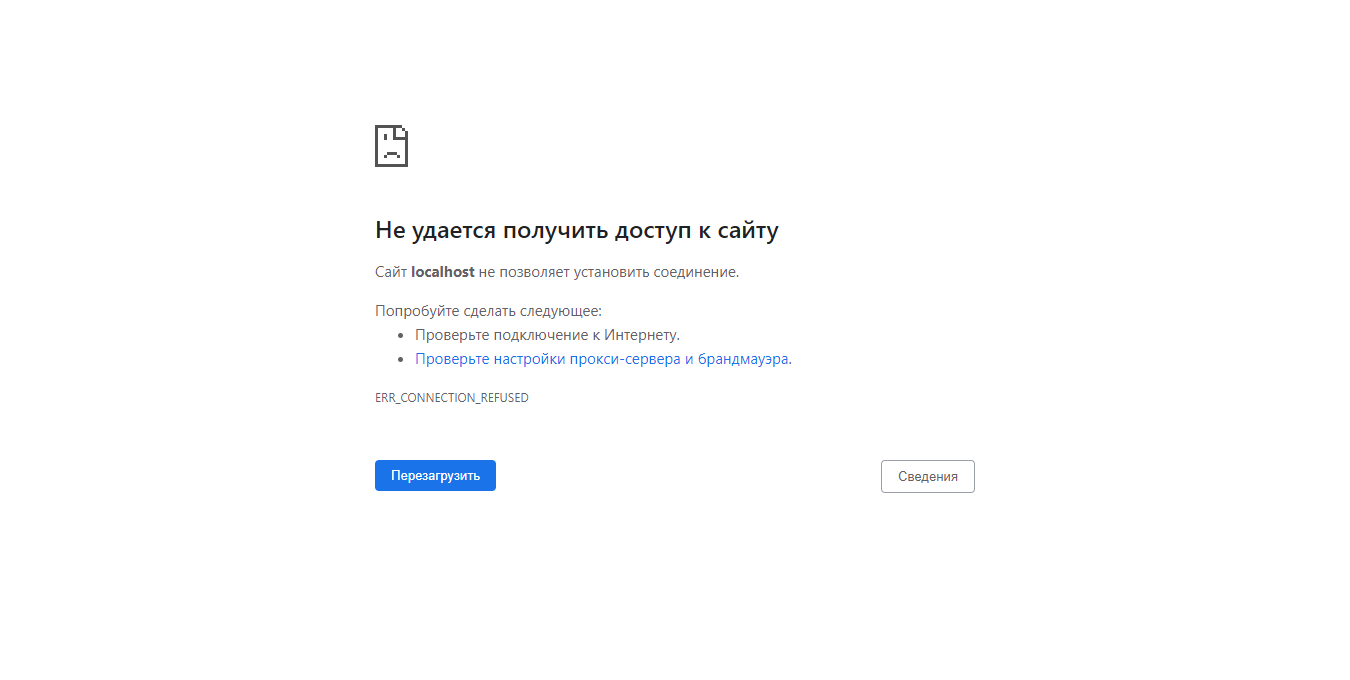 Не удается получить доступ к сайту
Сайт localhost не позволяет установить соединение.
Попробуйте сделать следующее:
Проверьте подключение к Интернету.
Проверьте настройки прокси-сервера и брандмауэра.
ERR_CONNECTION_REFUSED
Перезагрузить
Сведения